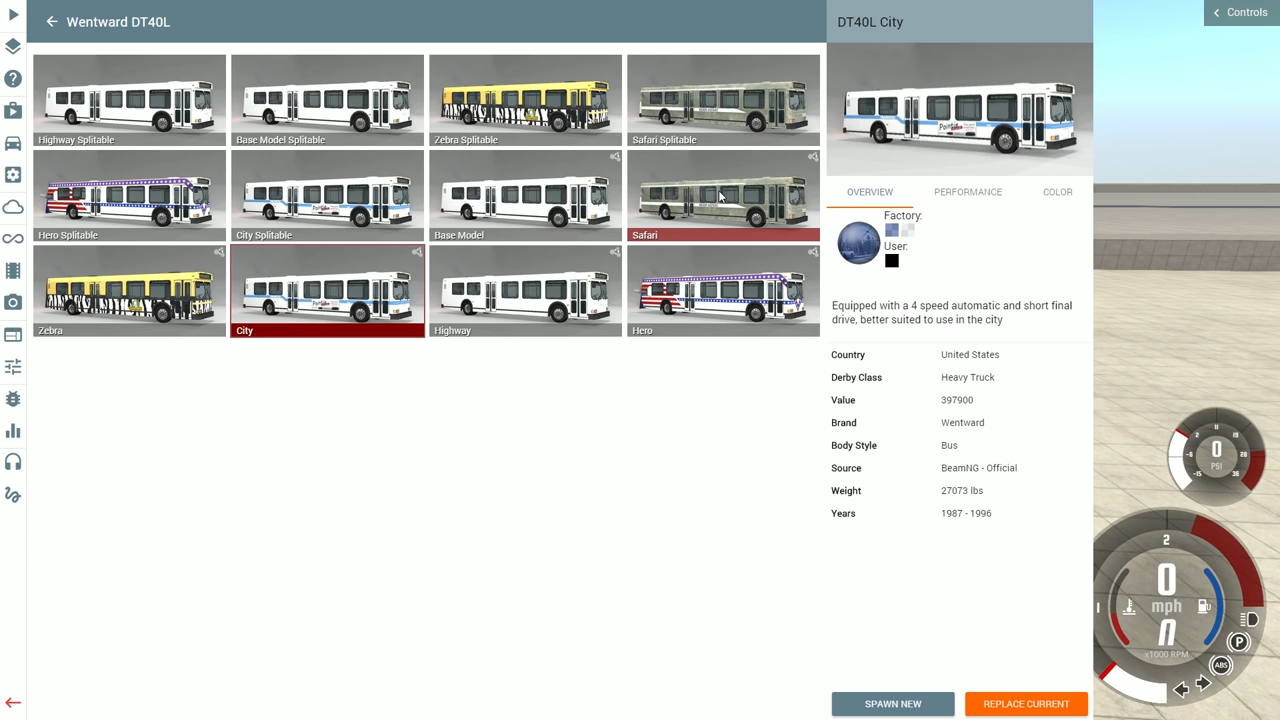 Wentward DT40L
DT40L City
Controls
Highway Splitable
Base Model Splitable
Zebra Splitable
Safari Splitable
Hero Splitable
City Splitable
Base Model
Safari
Zebra
City
Highway
Hero
OVERVIEW
PERFORMANCE
COLOR
Factory:
User:
Equipped with a 4 speed automatic and short final
drive, better suited to use in the city
Country United States
Derby Class Heavy Truck
Value 397900
Brand Wentward
Body Style Bus
Source BeamNG - Official
Weight 27073 lbs
Years 1987 - 1996
SPAWN NEW
REPLACE CURRENT
0
PSI
2
0
mph
n
x1000 RPM
P
ABS